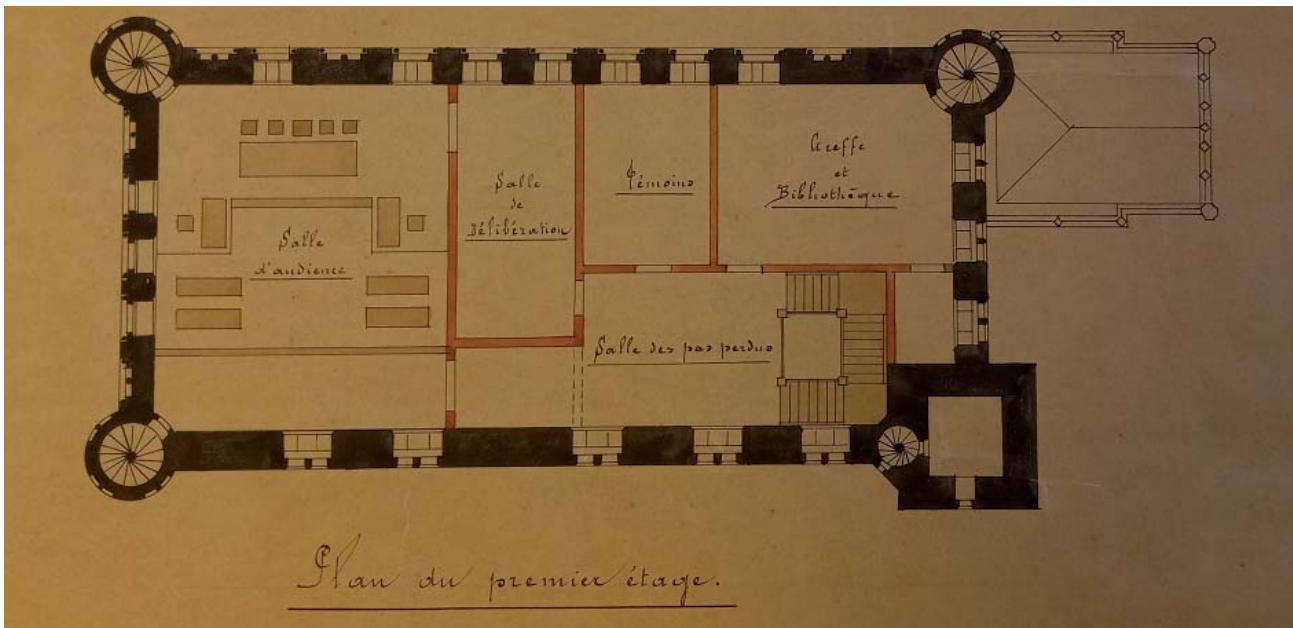 Salle
d'audience
Salle
de
Délibération
Témoins
Greffe
et
Bibliothèque
Salle des pas perdus
Plan du premier étage.